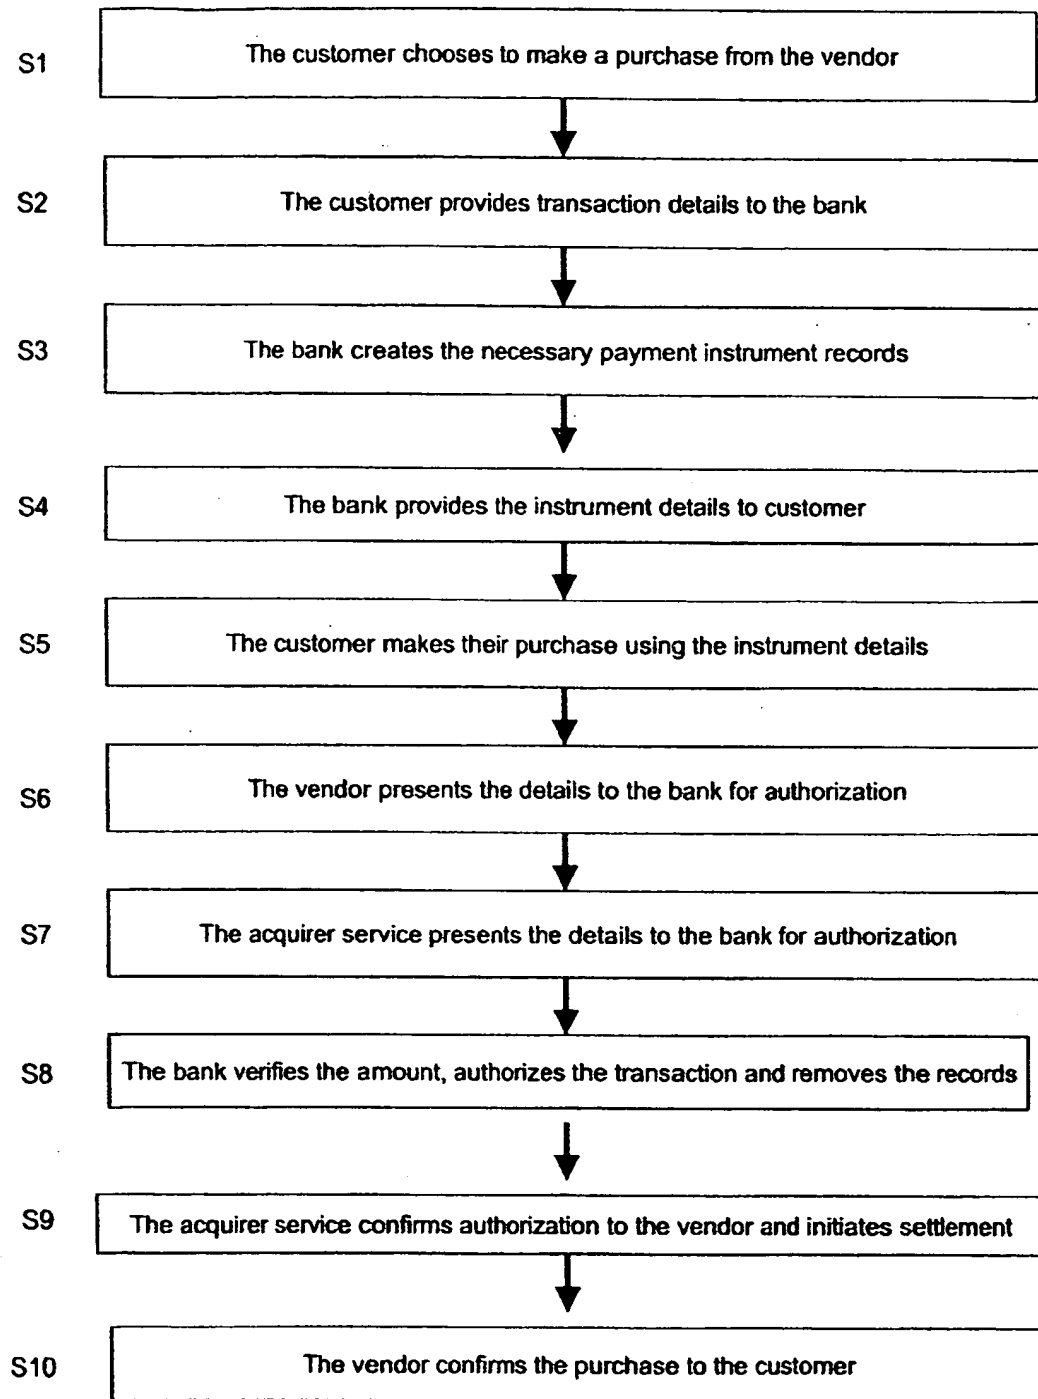 S1 The customer chooses to make a purchase from the vendor
S2 The customer provides transaction details to the bank
S3 The bank creates the necessary payment instrument records
S4 The bank provides the instrument details to customer
S5 The customer makes their purchase using the instrument details
S6 The vendor presents the details to the bank for authorization
S7 The acquirer service presents the details to the bank for authorization
S8 The bank verifies the amount, authorizes the transaction and removes the records
S9 The acquirer service confirms authorization to the vendor and initiates settlement
S10 The vendor confirms the purchase to the customer